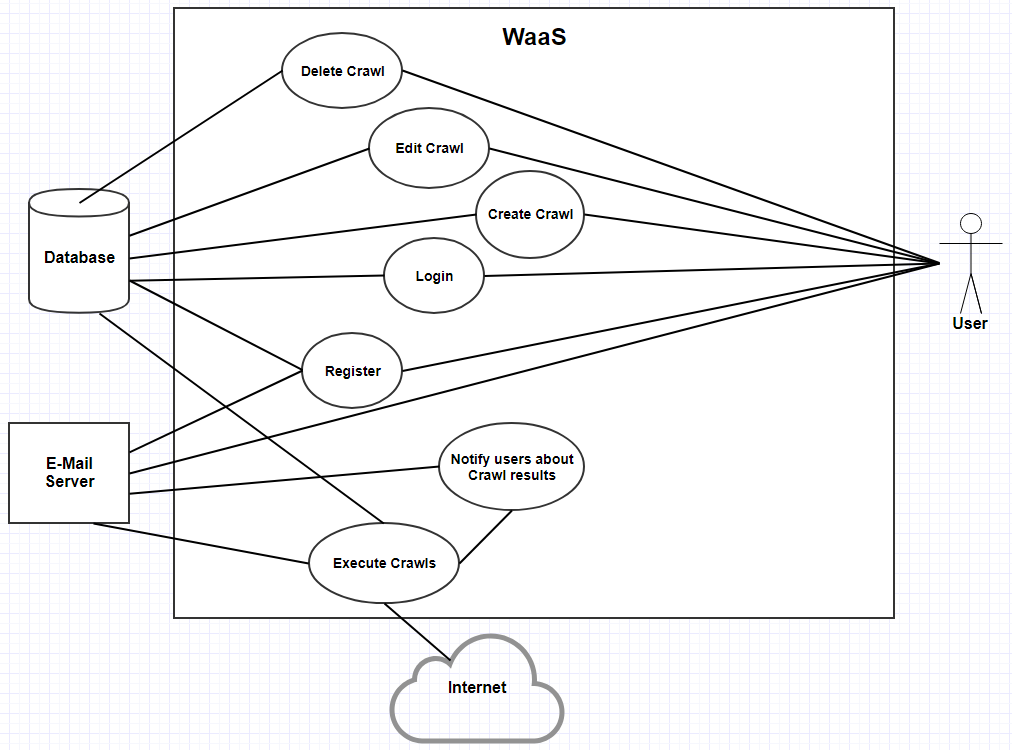 WaaS
Delete Crawl
Edit Crawl
Create Crawl
Database
Login
User
Register
E-Mail
Server
Notify users about
Crawl results
Execute Crawls
Internet